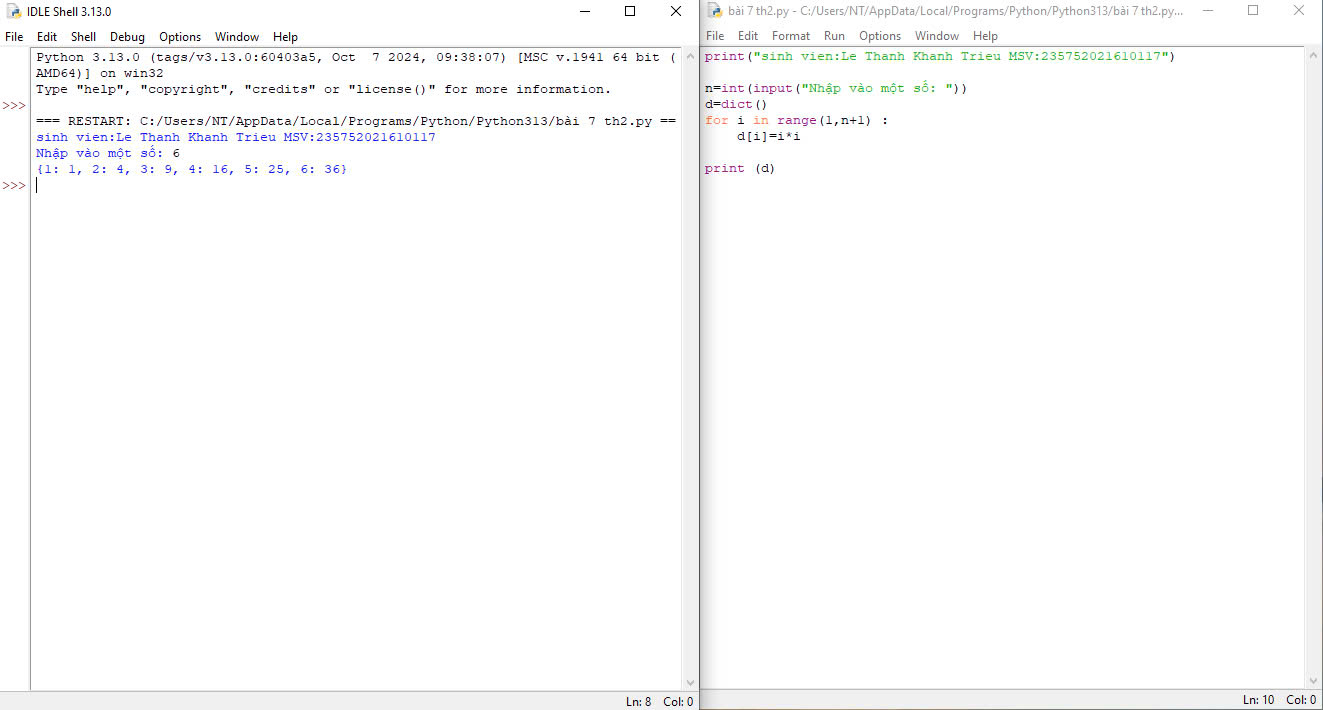 IDLE Shell 3.13.0
File Edit Shell Debug Options Window Help
Python 3.13.0 (tags/v3.13.0:60403a5, Oct  7 2024, 09:38:07) [MSC v.1941 64 bit (
AMD64)] on win32
Type "help", "copyright", "credits" or "license()" for more information.
>>>
=== RESTART: C:/Users/NT/AppData/Local/Programs/Python/Python313/bài 7 th2.py ==
sinh vien:Le Thanh Khanh Trieu MSV:235752021610117
Nhập vào một số: 6
{1: 1, 2: 4, 3: 9, 4: 16, 5: 25, 6: 36}
>>>
Ln: 8 Col: 0
bài 7 th2.py - C:/Users/NT/AppData/Local/Programs/Python/Python313/bài 7 th2.py...
File Edit Format Run Options Window Help
print("sinh vien:Le Thanh Khanh Trieu MSV:235752021610117")
n=int(input("Nhập vào một số: "))
d=dict()
for i in range(1,n+1) :
    d[i]=i*i
print (d)
Ln: 10 Col: 0